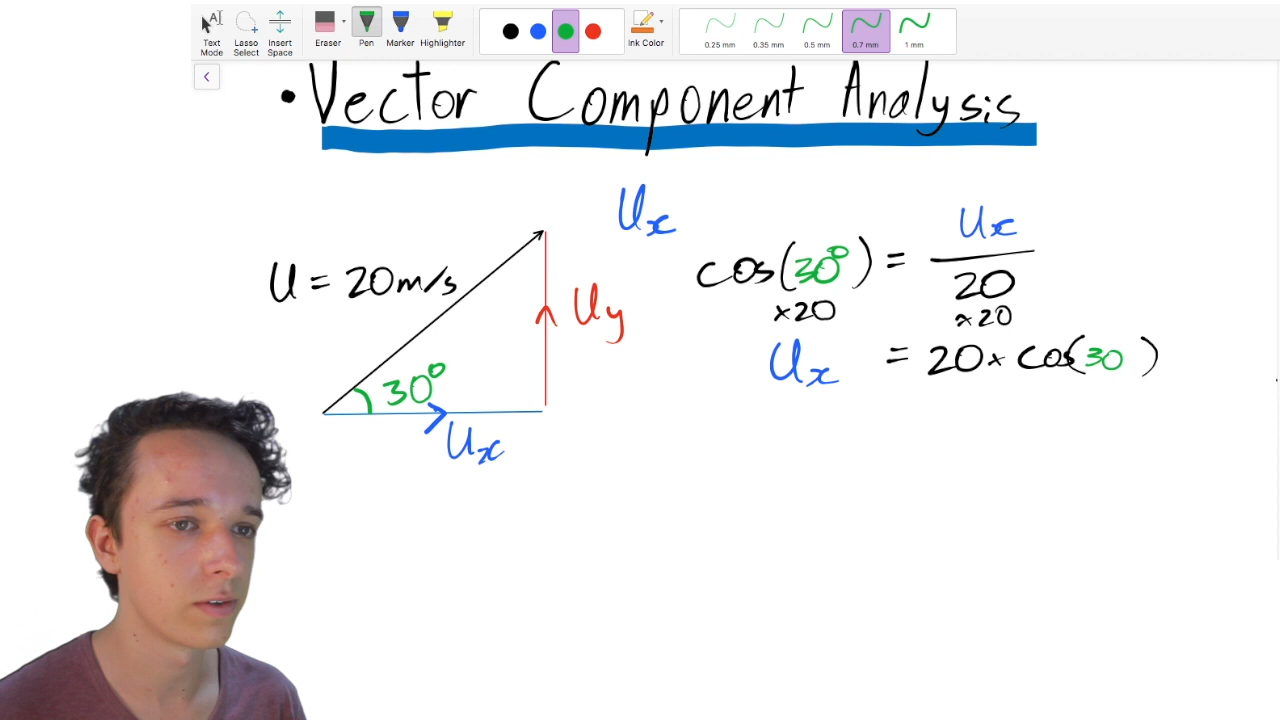 Text Mode
Lasso Select
Insert Space
Eraser
Pen
Marker
Highlighter
Ink Color
0.25 mm
0.35 mm
0.5 mm
0.7 mm
1 mm
• Vector Component Analysis
Ux
U = 20m/s
30°
Uy
Ux
cos(30°) = Ux / 20
×20 ×20
Ux = 20 × cos(30 )